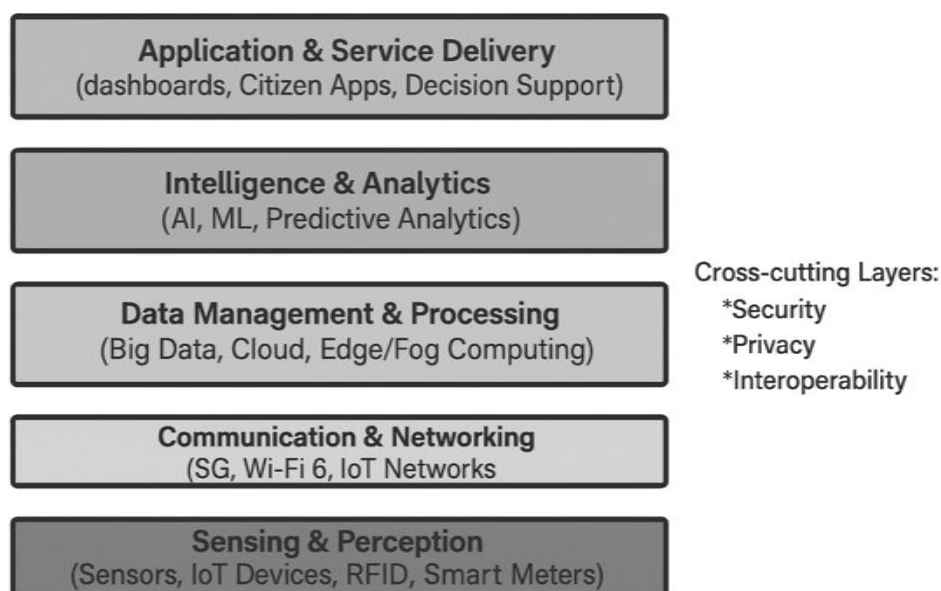 Application & Service Delivery
(dashboards, Citizen Apps, Decision Support)
Intelligence & Analytics
(AI, ML, Predictive Analytics)
Data Management & Processing
(Big Data, Cloud, Edge/Fog Computing)
Communication & Networking
(SG, Wi-Fi 6, IoT Networks
Sensing & Perception
(Sensors, IoT Devices, RFID, Smart Meters)
Cross-cutting Layers:
*Security
*Privacy
*Interoperability